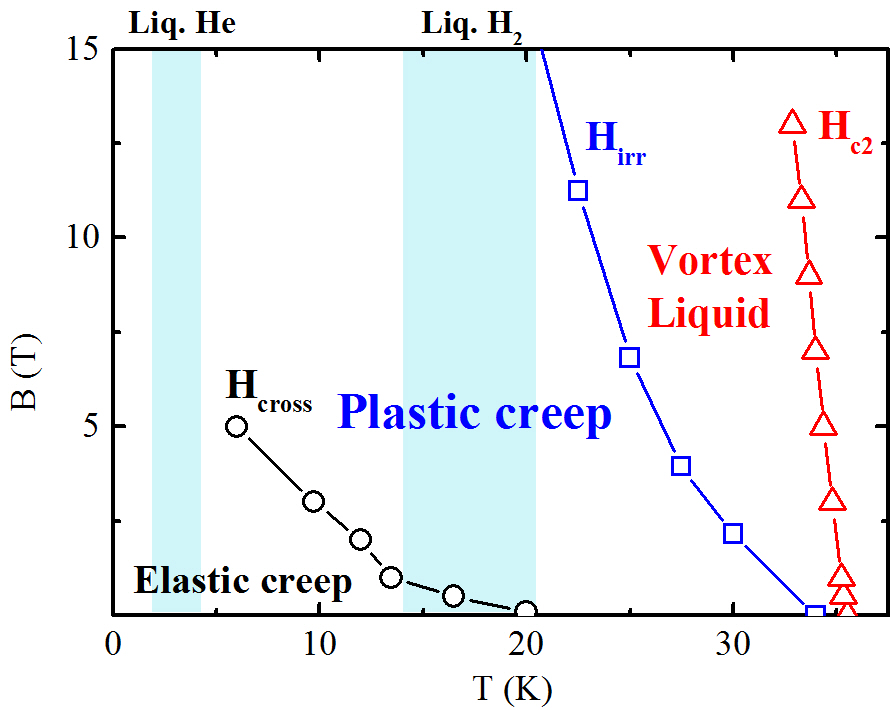 Liq. He
Liq. H2
15
10
5
B (T)
Hirr
Hc2
Vortex
Liquid
Hcross
Plastic creep
Elastic creep
0
10
20
30
T (K)